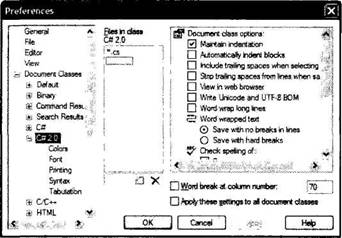 Preferences
General
File
Editor
View
Document Classes
Default
Binary
Command Resu
Search Results
C#
C# 2.0
Colors
Font
Printing
Syntax
Tabulation
C/C++
HTML
Files in class
C# 2.0
*.cs
Document class options:
Maintain indentation
Automatically indent blocks
Include trailing spaces when selecting
Strip trailing spaces from lines when sa
View in web browser
Write Unicode and UTF-8 BOM
Word wrap long lines
Word wrapped text
Save with no breaks in lines
Save with hard breaks
Check spelling of:
Word break at column number:
70
Apply these settings to all document classes
OK
Cancel
Help